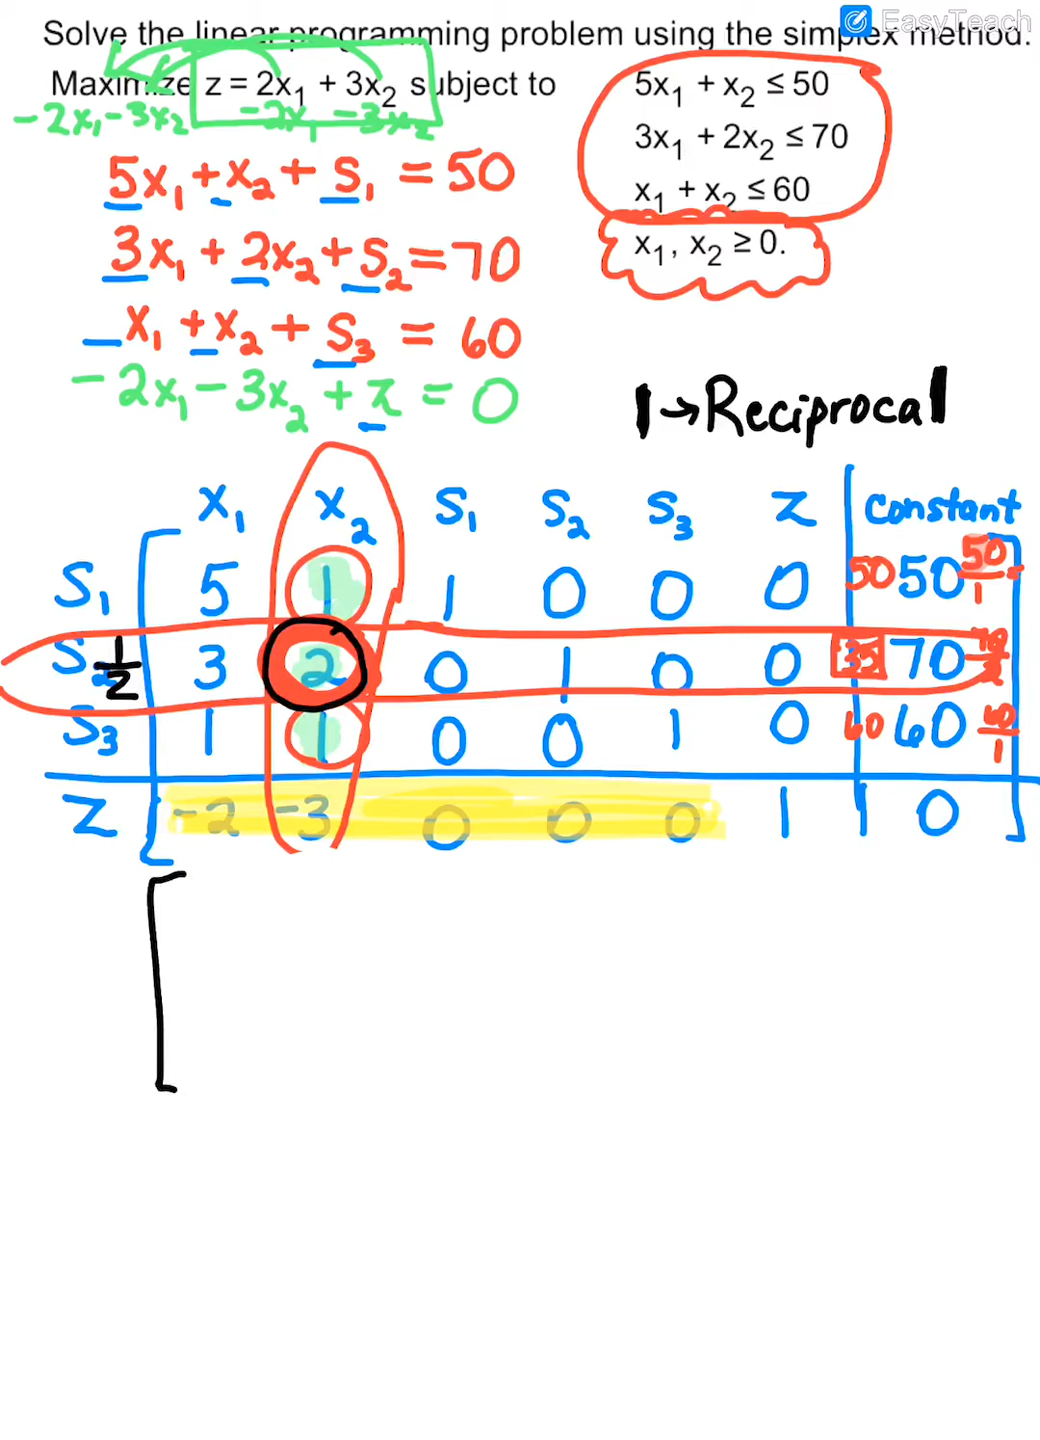 Solve the linear programming problem using the simplex method.
EasyTeach
Maximize z = 2x₁ + 3x₂ subject to
5x₁ + x₂ ≤ 50
-2x₁-3x₂ -2x₁ -3x₂
3x₁ + 2x₂ ≤ 70
x₁ + x₂ ≤ 60
x₁, x₂ ≥ 0.
5x₁ + x₂ + S₁ = 50
3x₁ + 2x₂ + S₂ = 70
x₁ + x₂ + S₃ = 60
-2x₁ - 3x₂ + z = 0
1→Reciprocal
x₁ x₂ S₁ S₂ S₃ z constant
S₁ 5 1 1 0 0 0 50 50 50/1=
S₂ 1/2 3 2 0 1 0 0 35 70 70/2
S₃ 1 1 0 0 1 0 60 60 60/1
z -2 -3 0 0 0 1 0